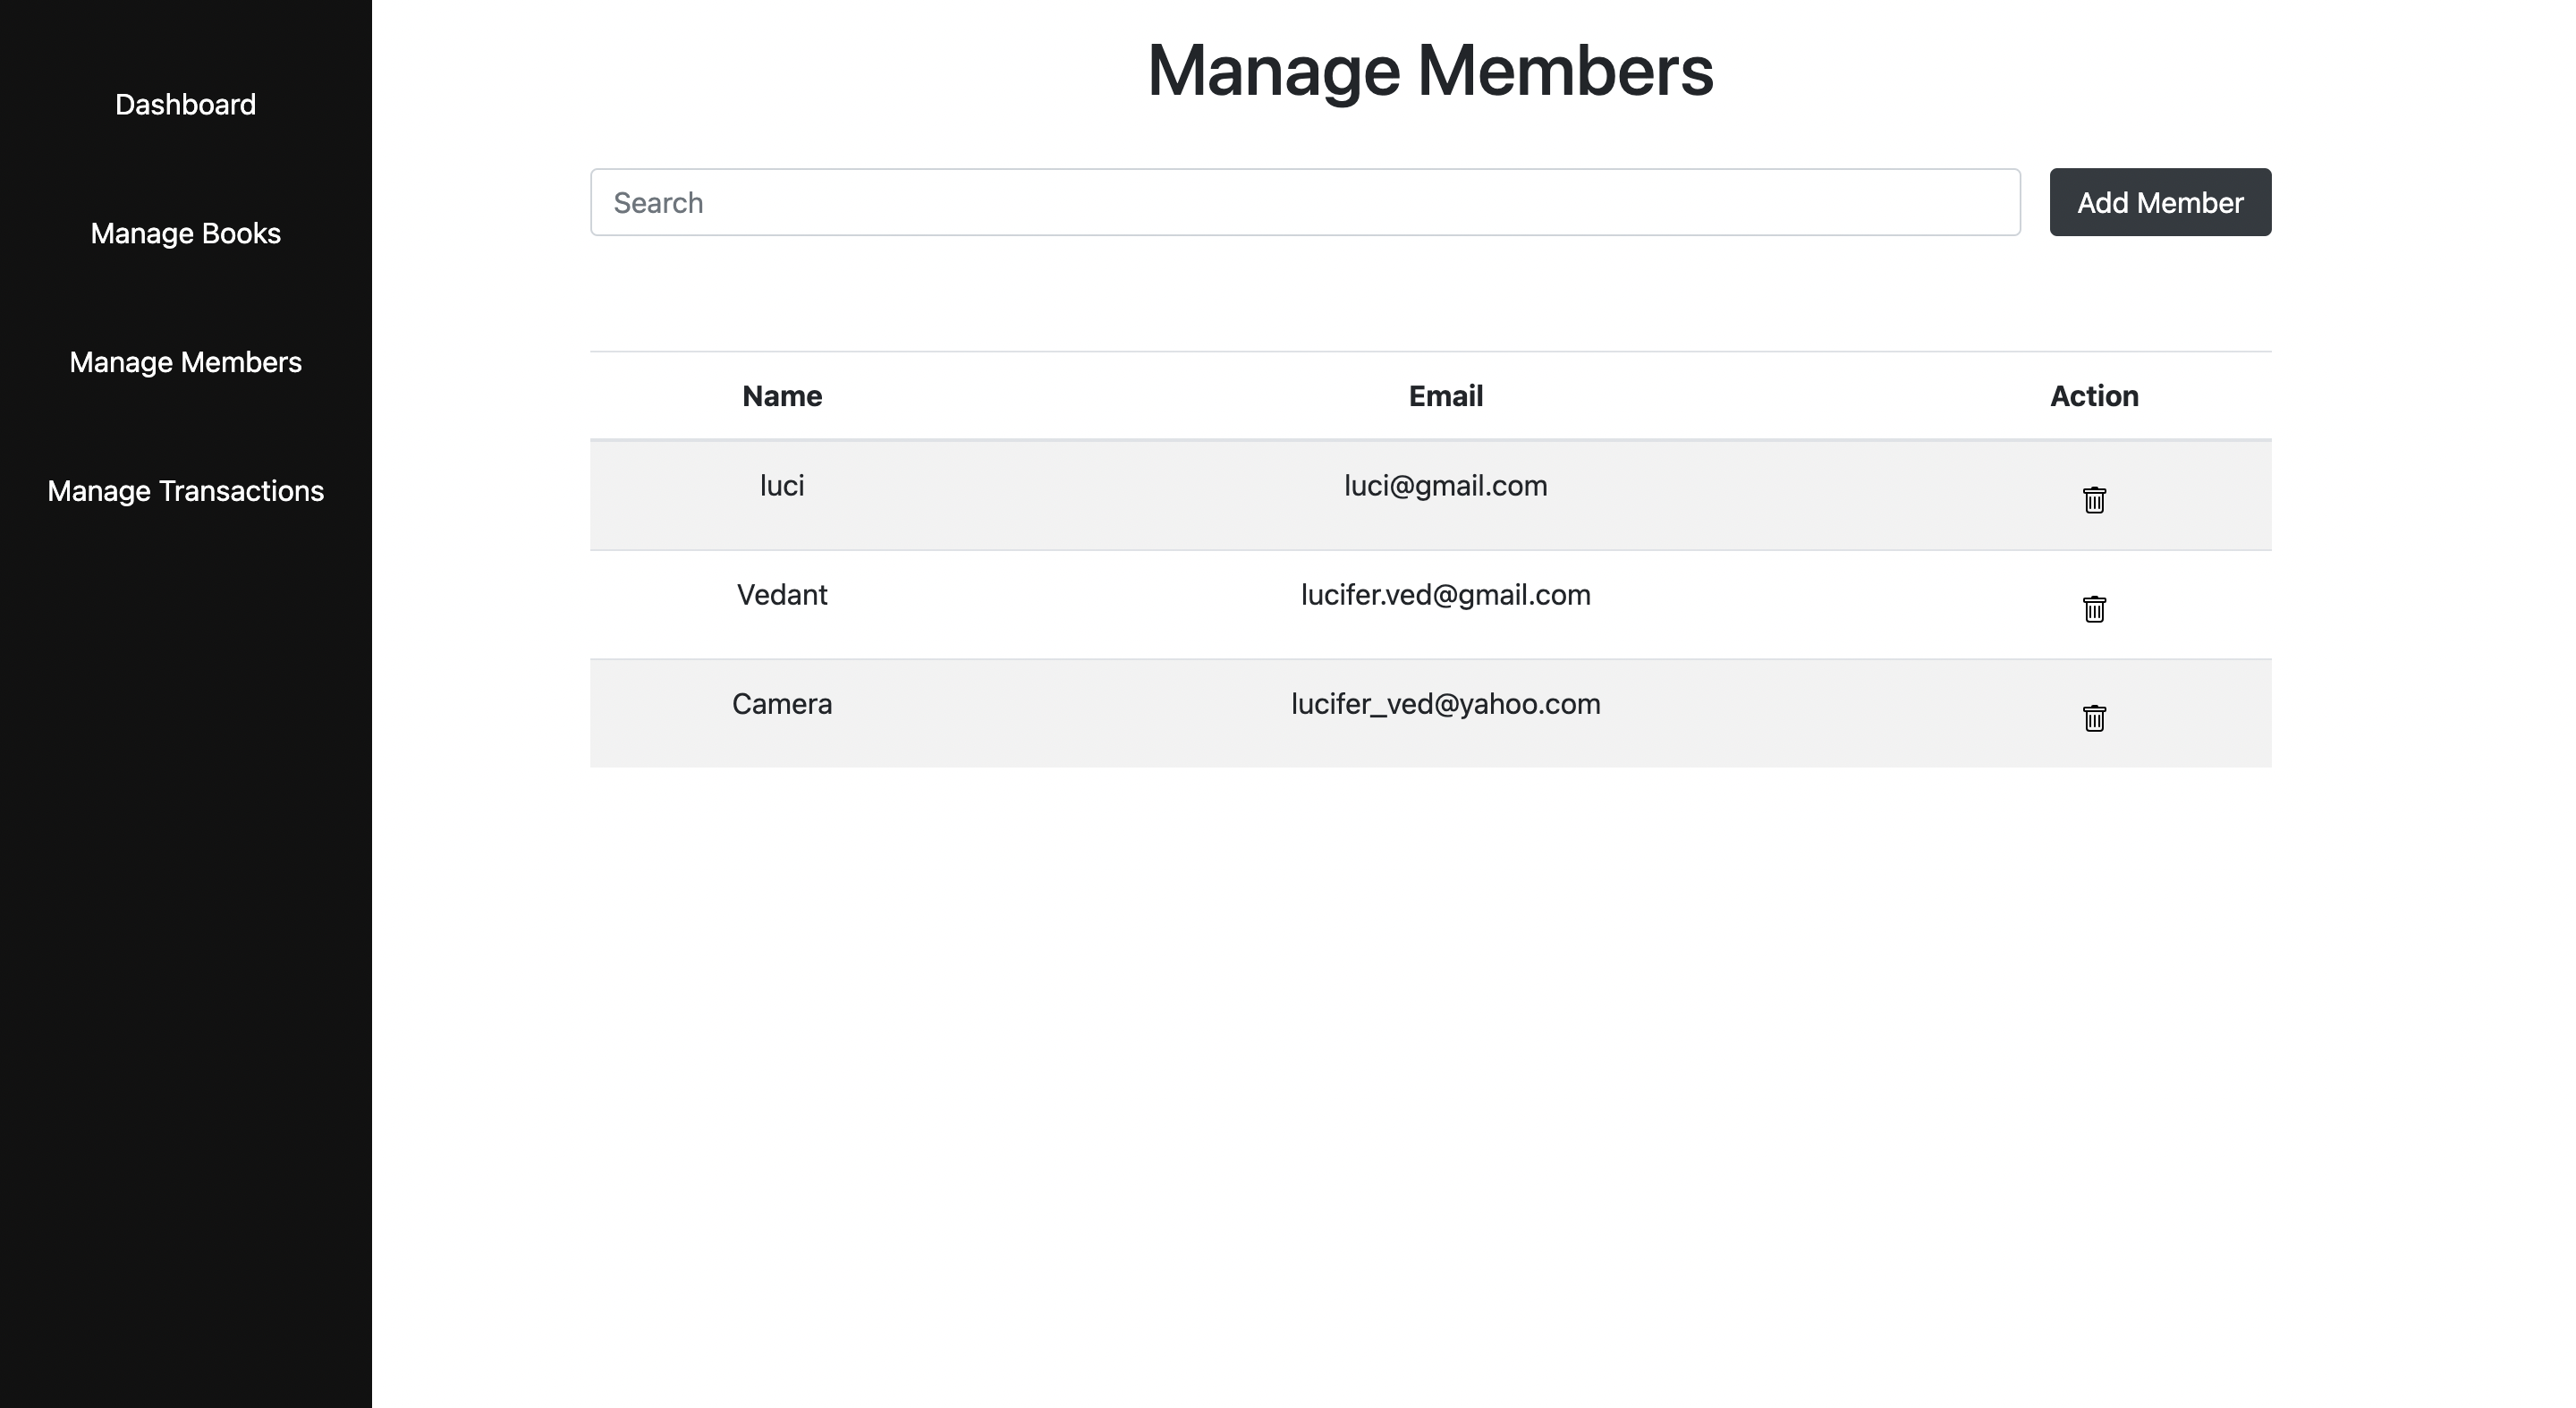 Dashboard
Manage Books
Manage Members
Manage Transactions
Manage Members
Search
Add Member
Name Email Action
luci luci@gmail.com
Vedant lucifer.ved@gmail.com
Camera lucifer_ved@yahoo.com